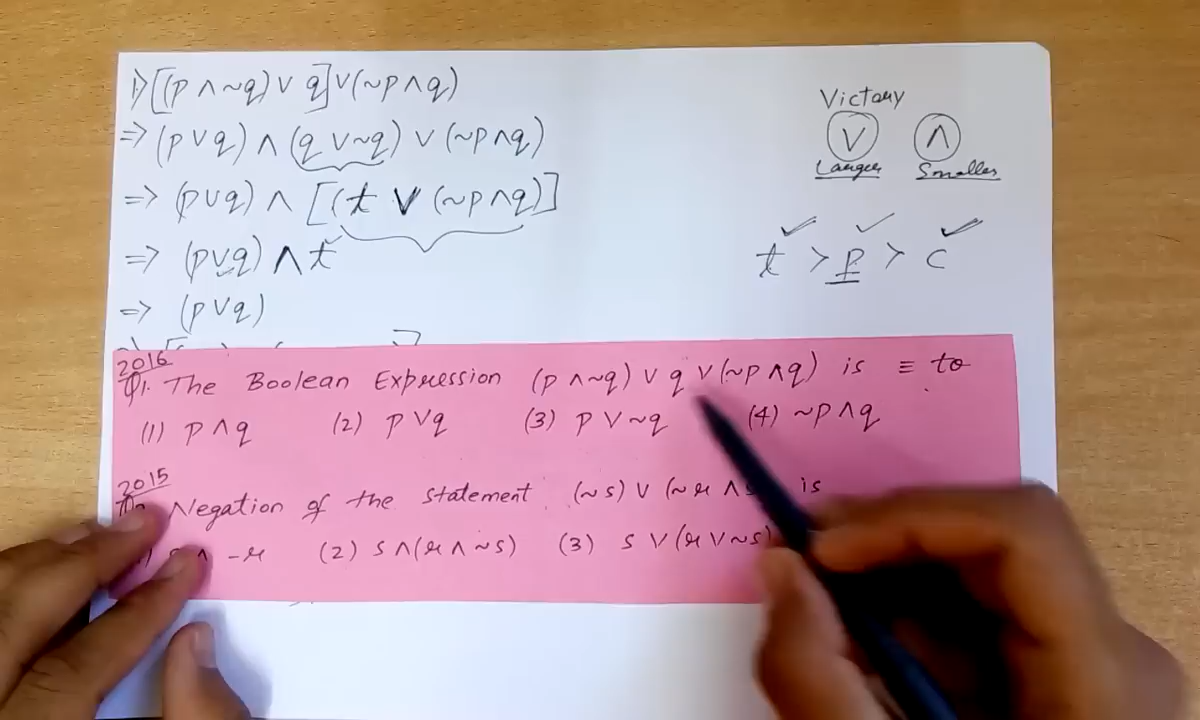 1) [(p ∧ ~q) ∨ q] ∨ (~p ∧ q)
⇒ (p ∨ q) ∧ (q ∨ ~q) ∨ (~p ∧ q)
⇒ (p ∨ q) ∧ [(t ∨ (~p ∧ q)]
⇒ (p ∨ q) ∧ t
⇒ (p ∨ q)
Victory
∨ ∧
Larger Smaller
t > p > c
2016
Q1. The Boolean Expression (p ∧ ~q) ∨ q ∨ (~p ∧ q) is ≡ to
(1) p ∧ q (2) p ∨ q (3) p ∨ ~q (4) ~p ∧ q
2015
Negation of the statement (~s) ∨ (~r ∧ s) is
∧ -r (2) s ∧ (r ∧ ~s) (3) s ∨ (r ∨ ~s)